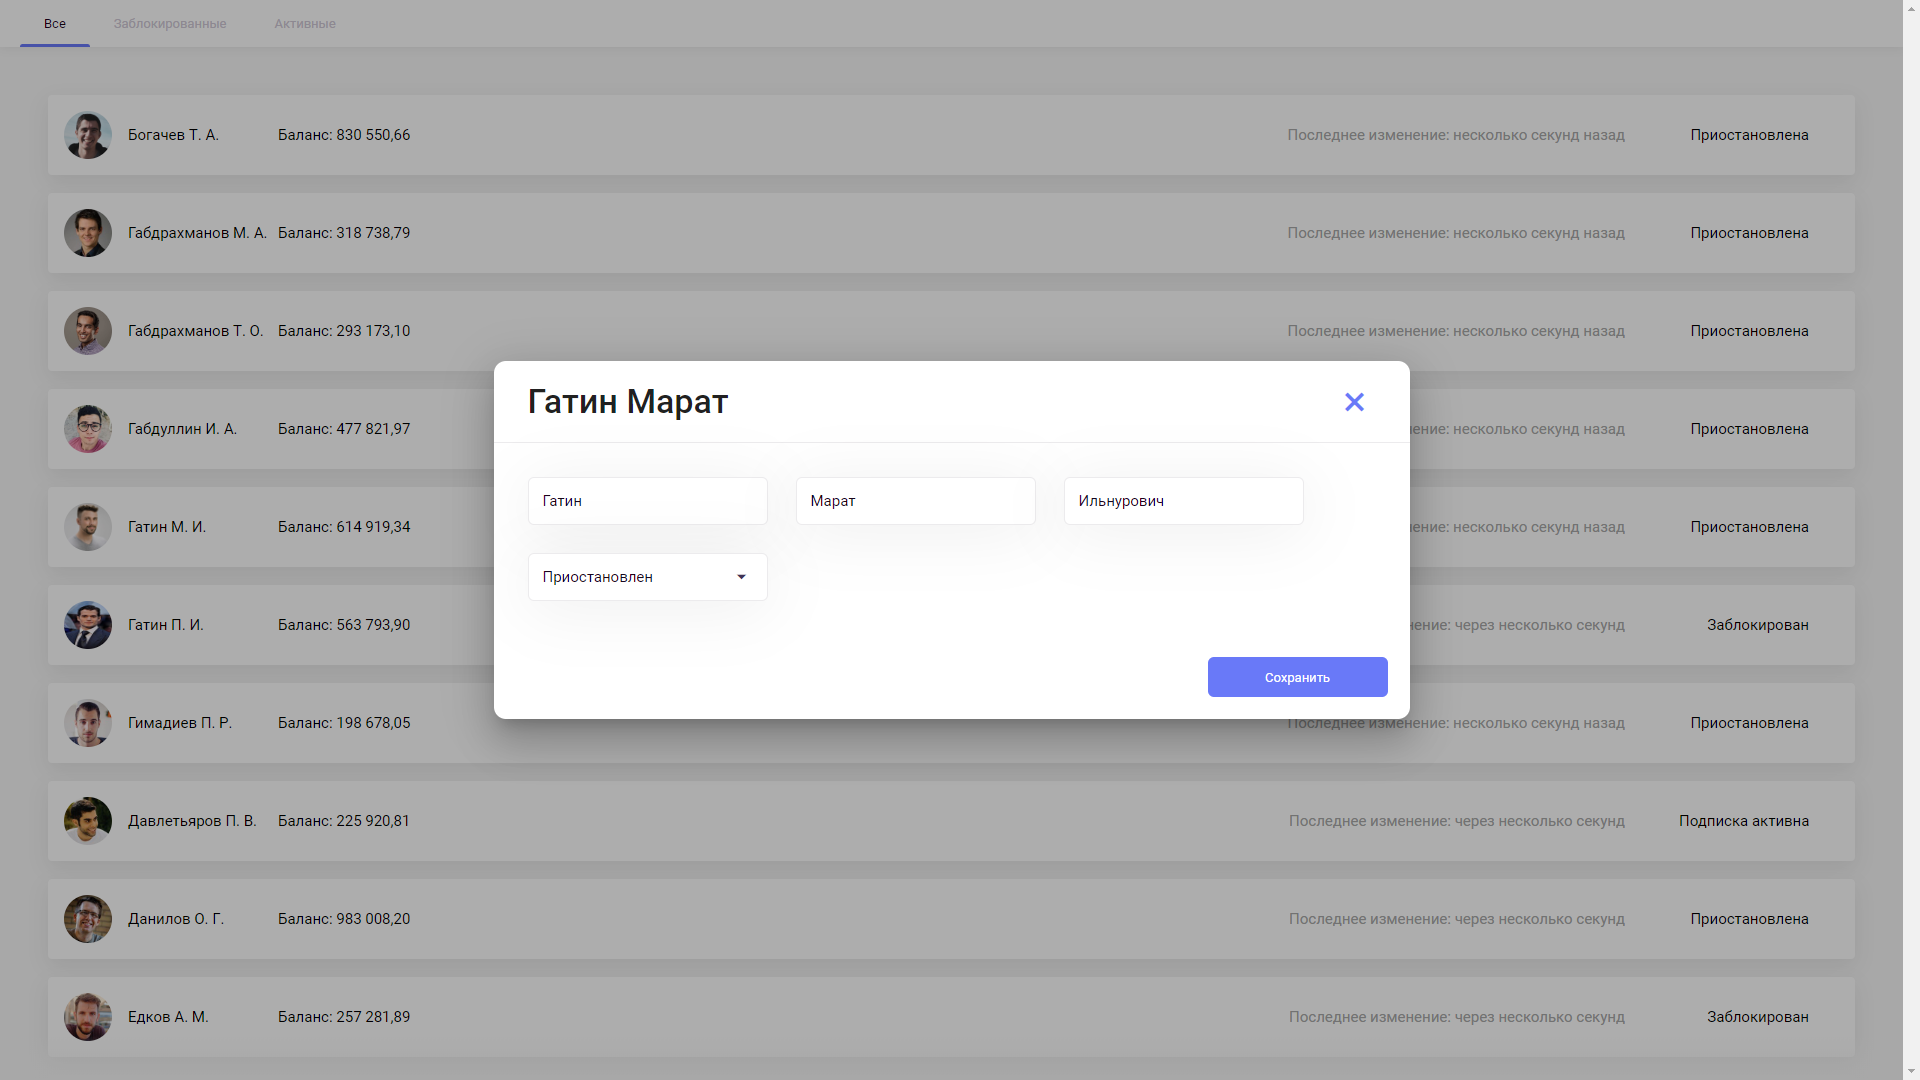 Все Заблокированные Активные
Богачев Т. А. Баланс: 830 550,66 Последнее изменение: несколько секунд назад Приостановлена
Габдрахманов М. А. Баланс: 318 738,79 Последнее изменение: несколько секунд назад Приостановлена
Габдрахманов Т. О. Баланс: 293 173,10 Последнее изменение: несколько секунд назад Приостановлена
Гатин Марат
Габдуллин И. А. Баланс: 477 821,97 несколько секунд назад Приостановлена
Гатин Марат Ильнурович
Гатин М. И. Баланс: 614 919,34 несколько секунд назад Приостановлена
Приостановлен
Гатин П. И. Баланс: 563 793,90 через несколько секунд Заблокирован
Сохранить
Гимадиев П. Р. Баланс: 198 678,05 Последнее изменение: несколько секунд назад Приостановлена
Давлетьяров П. В. Баланс: 225 920,81 Последнее изменение: через несколько секунд Подписка активна
Данилов О. Г. Баланс: 983 008,20 Последнее изменение: через несколько секунд Приостановлена
Едков А. М. Баланс: 257 281,89 Последнее изменение: через несколько секунд Заблокирован